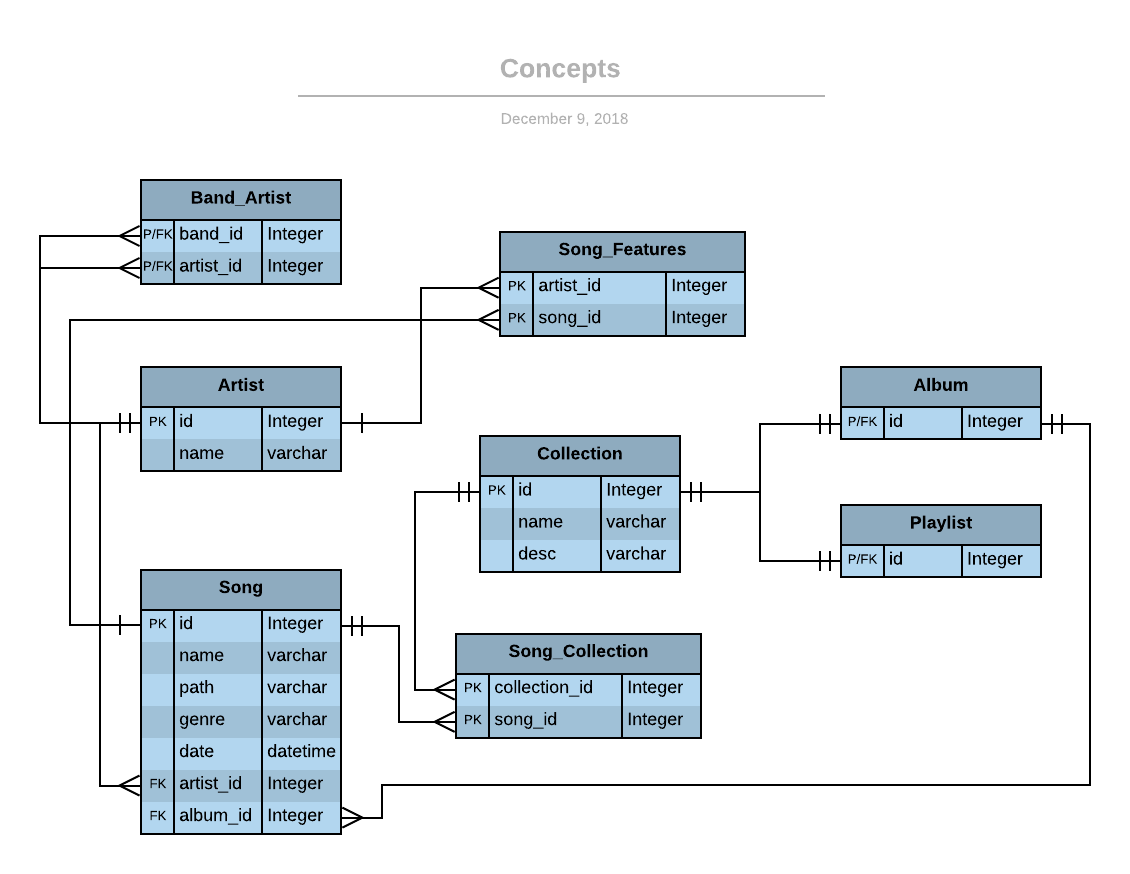 Concepts
December 9, 2018
Band_Artist
P/FK band_id Integer
P/FK artist_id Integer
Song_Features
PK artist_id Integer
PK song_id Integer
Artist
PK id Integer
name varchar
Album
P/FK id Integer
Collection
PK id Integer
name varchar
desc varchar
Playlist
P/FK id Integer
Song
PK id Integer
name varchar
path varchar
genre varchar
date datetime
FK artist_id Integer
FK album_id Integer
Song_Collection
PK collection_id Integer
PK song_id Integer